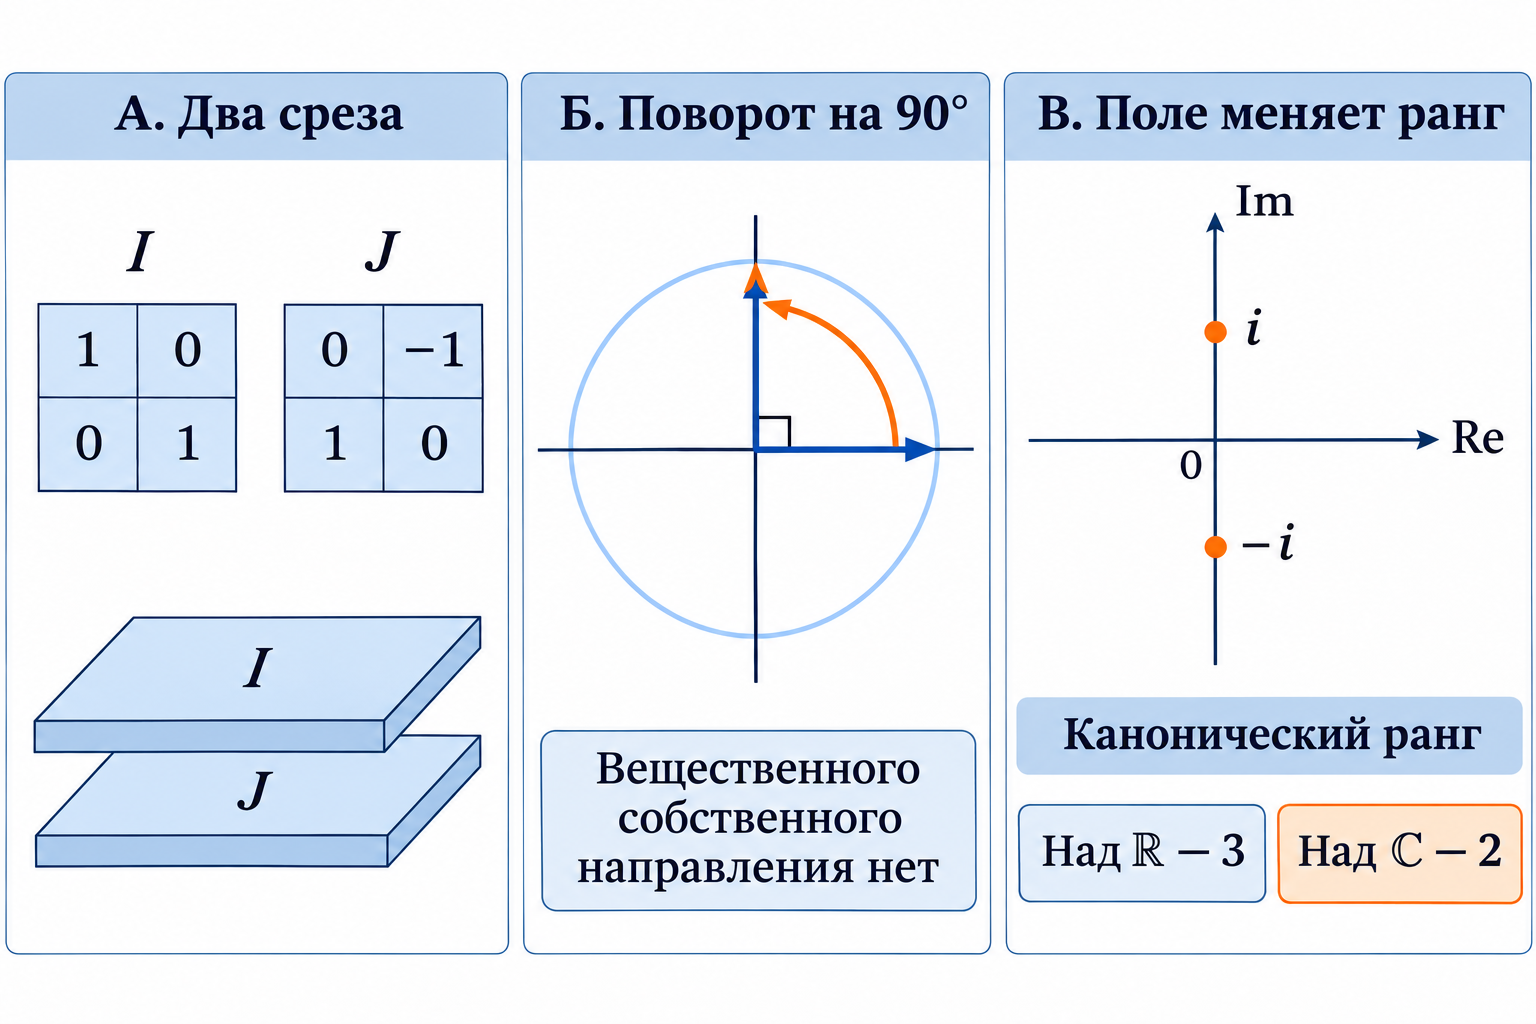 А. Два среза
I J
1 0
0 1
0 −1
1 0
I
J
Б. Поворот на 90°
Вещественного
собственного
направления нет
В. Поле меняет ранг
Im
i
Re
0
−i
Канонический ранг
Над ℝ − 3
Над ℂ − 2